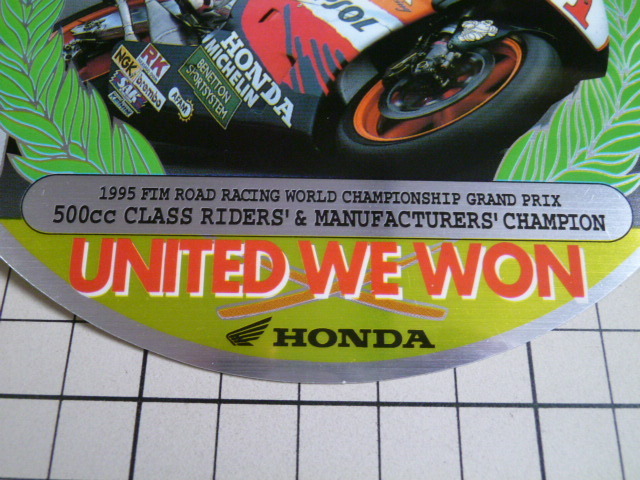 SOL
HONDA
MICHELIN
BENETTON
SPORTSYSTEM
RK
NGK
1995 FIM ROAD RACING WORLD CHAMPIONSHIP GRAND PRIX
500cc CLASS RIDERS' & MANUFACTURERS' CHAMPION
UNITED WE WON
HONDA